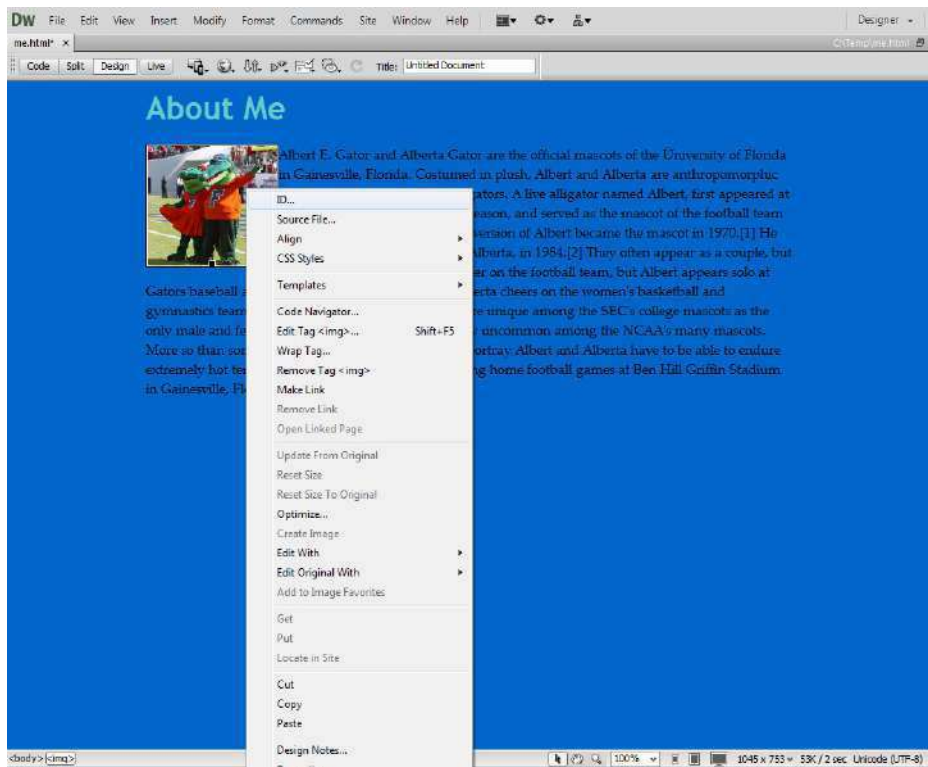 DW File Edit View Insert Modify Format Commands Site Window Help Designer
me.html* × C:\Temp\me.html
Code Split Design Live Title: Untitled Document
About Me
Albert E. Gator and Alberta Gator are the official mascots of the University of Florida
in Gainesville, Florida. Costumed in plush, Albert and Alberta are anthropomorphic
A live alligator named Albert, first appeared at
and served as the mascot of the football team
version of Albert became the mascot in 1970.[1] He
Alberta, in 1984.[2] They often appear as a couple, but
on the football team, but Albert appears solo at
Gators baseball cheers on the women's basketball and
gymnastics team unique among the SEC's college mascots as the
only male and uncommon among the NCAA's many mascots.
More so than Albert and Alberta have to be able to endure
extremely hot home football games at Ben Hill Griffin Stadium
in Gainesville,
ID...
Source File...
Align
CSS Styles
Templates
Code Navigator...
Edit Tag <img>... Shift+F5
Wrap Tag...
Remove Tag <img>
Make Link
Remove Link
Open Linked Page
Update From Original
Reset Size
Reset Size To Original
Optimize...
Create Image
Edit With
Edit Original With
Add to Image Favorites
Get
Put
Locate in Site
Cut
Copy
Paste
Design Notes...
<body> <img> 100% 1045 x 753 53K / 2 sec Unicode (UTF-8)